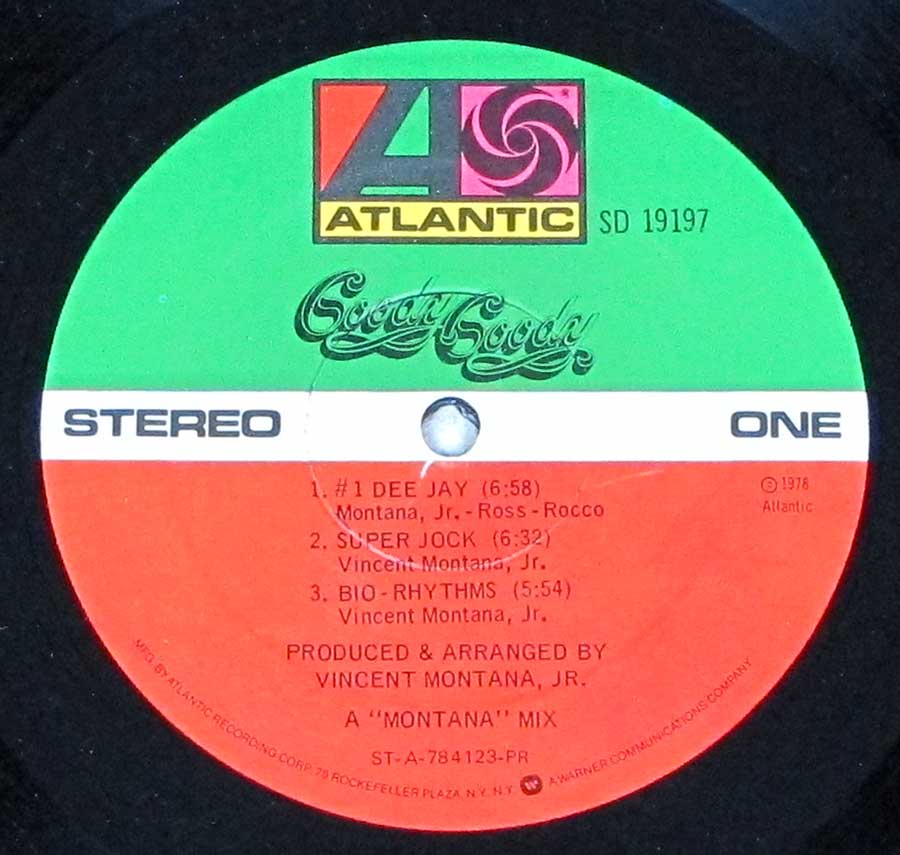 ATLANTIC
SD 19197
Goody Goody
STEREO
ONE
1. #1 DEE JAY (6:58)
Montana, Jr. - Ross - Rocco
2. SUPER JOCK (6:32)
Vincent Montana, Jr.
3. BIO-RHYTHMS (5:54)
Vincent Montana, Jr.
℗ 1978
Atlantic
PRODUCED & ARRANGED BY
VINCENT MONTANA, JR.
A "MONTANA" MIX
ST-A-784123-PR
MFG. BY ATLANTIC RECORDING CORP. 75 ROCKEFELLER PLAZA, N.Y. N.Y. A WARNER COMMUNICATIONS COMPANY